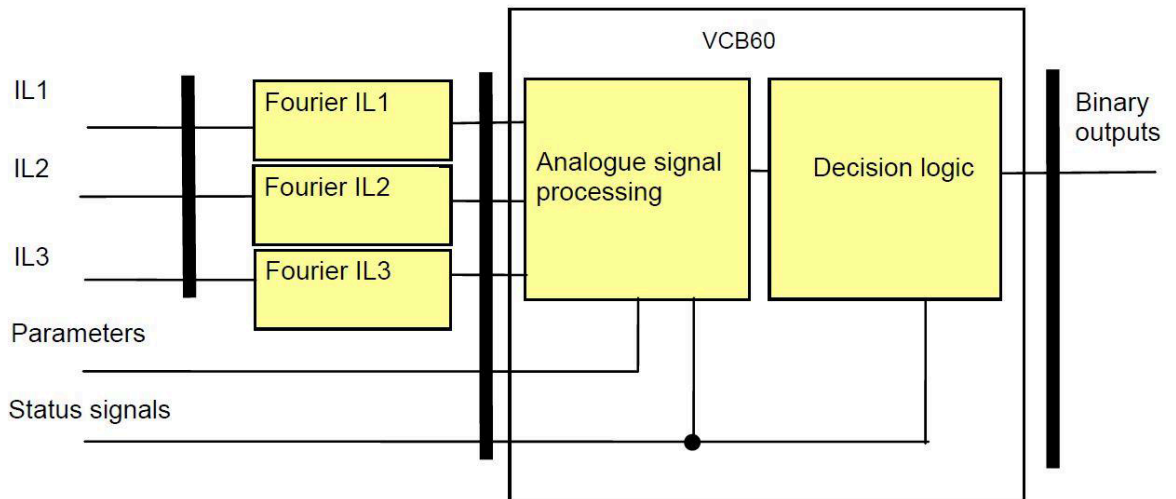 VCB60
IL1
Fourier IL1
Binary
outputs
IL2
Fourier IL2
Analogue signal
processing
Decision logic
IL3
Fourier IL3
Parameters
Status signals